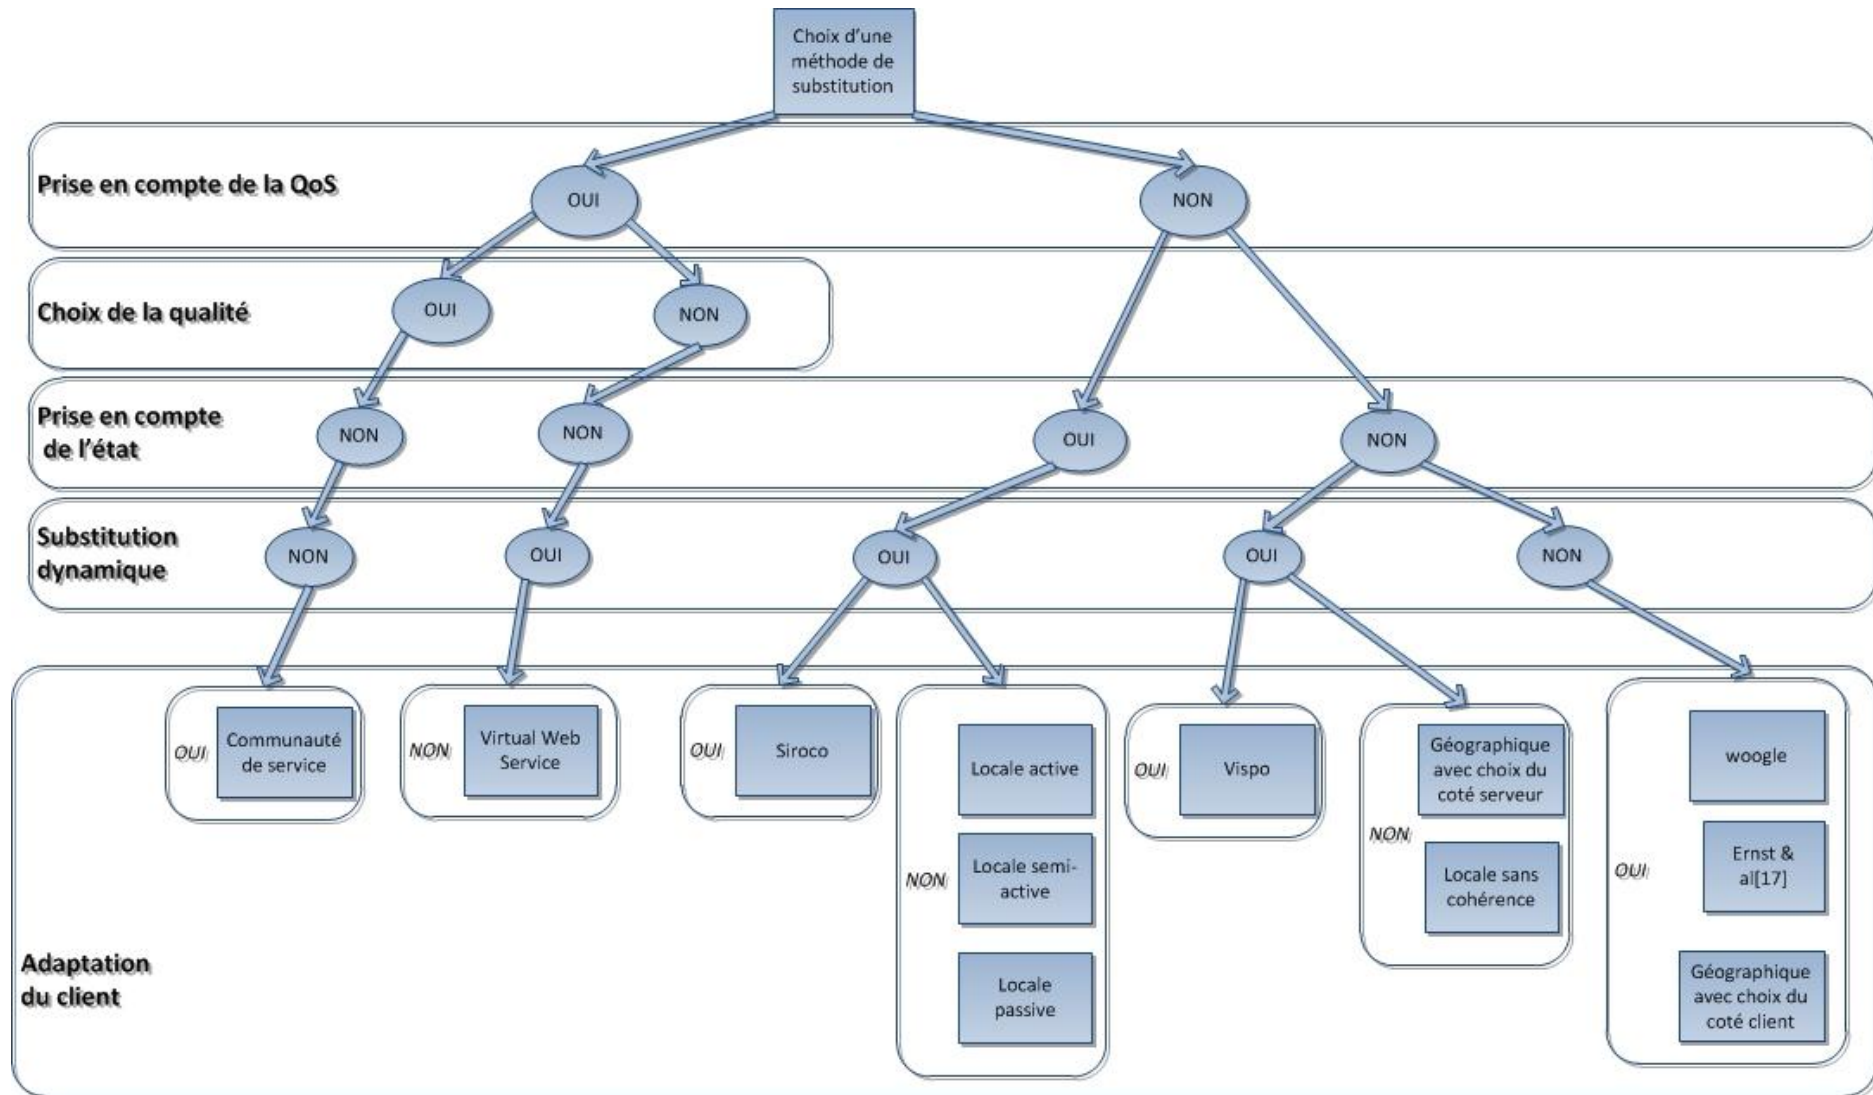 Choix d'une
méthode de
substitution
Prise en compte de la QoS
OUI
NON
Choix de la qualité
OUI
NON
Prise en compte
de l'état
NON
NON
OUI
NON
Substitution
dynamique
NON
OUI
OUI
OUI
NON
OUI
Communauté
de service
NON
Virtual Web
Service
OUI
Siroco
NON
Locale active
Locale semi-
active
Locale
passive
OUI
Vispo
NON
Géographique
avec choix du
coté serveur
Locale sans
cohérence
OUI
woogle
Ernst &
al[17]
Géographique
avec choix du
coté client
Adaptation
du client